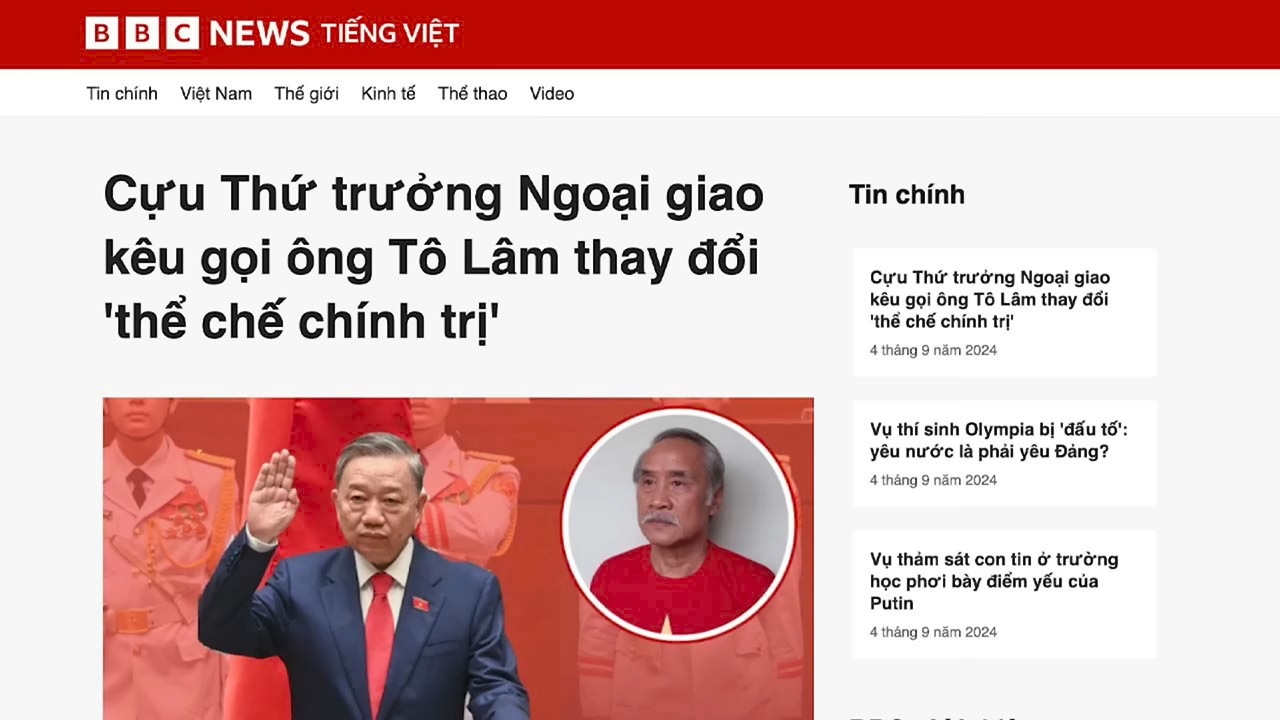 BBC NEWS TIẾNG VIỆT
Tin chính Việt Nam Thế giới Kinh tế Thể thao Video
Cựu Thứ trưởng Ngoại giao
kêu gọi ông Tô Lâm thay đổi
'thể chế chính trị'
Tin chính
Cựu Thứ trưởng Ngoại giao
kêu gọi ông Tô Lâm thay đổi
'thể chế chính trị'
4 tháng 9 năm 2024
Vụ thí sinh Olympia bị 'đấu tố':
yêu nước là phải yêu Đảng?
4 tháng 9 năm 2024
Vụ thảm sát con tin ở trường
học phơi bày điểm yếu của
Putin
4 tháng 9 năm 2024